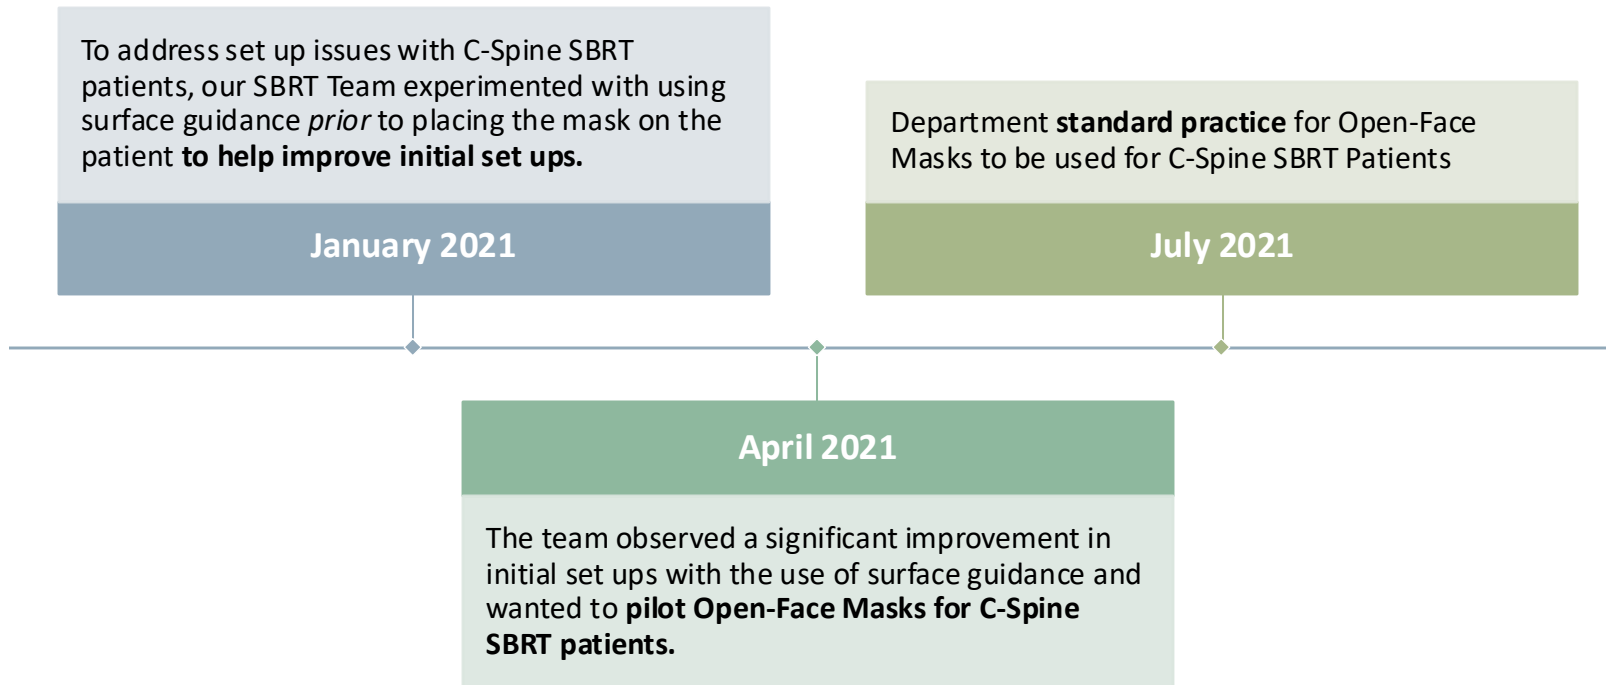 To address set up issues with C-Spine SBRT
patients, our SBRT Team experimented with using
surface guidance prior to placing the mask on the
patient to help improve initial set ups.
January 2021
April 2021
The team observed a significant improvement in
initial set ups with the use of surface guidance and
wanted to pilot Open-Face Masks for C-Spine
SBRT patients.
Department standard practice for Open-Face
Masks to be used for C-Spine SBRT Patients
July 2021